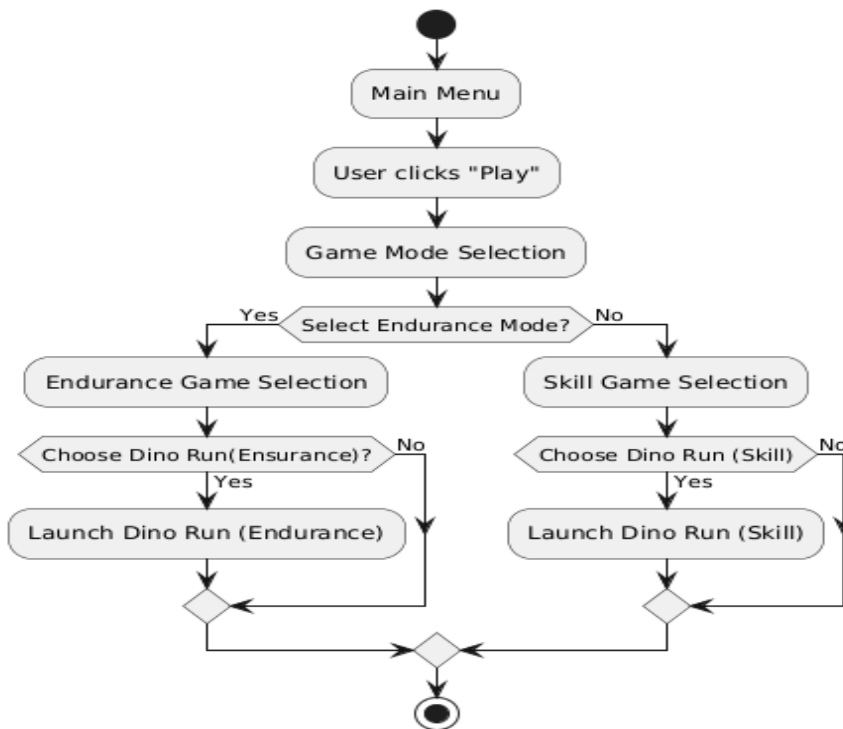 Main Menu
User clicks "Play"
Game Mode Selection
Yes
Select Endurance Mode?
No
Endurance Game Selection
Skill Game Selection
Choose Dino Run(Ensurance)?
No
Choose Dino Run (Skill)
No
Yes
Yes
Launch Dino Run (Endurance)
Launch Dino Run (Skill)